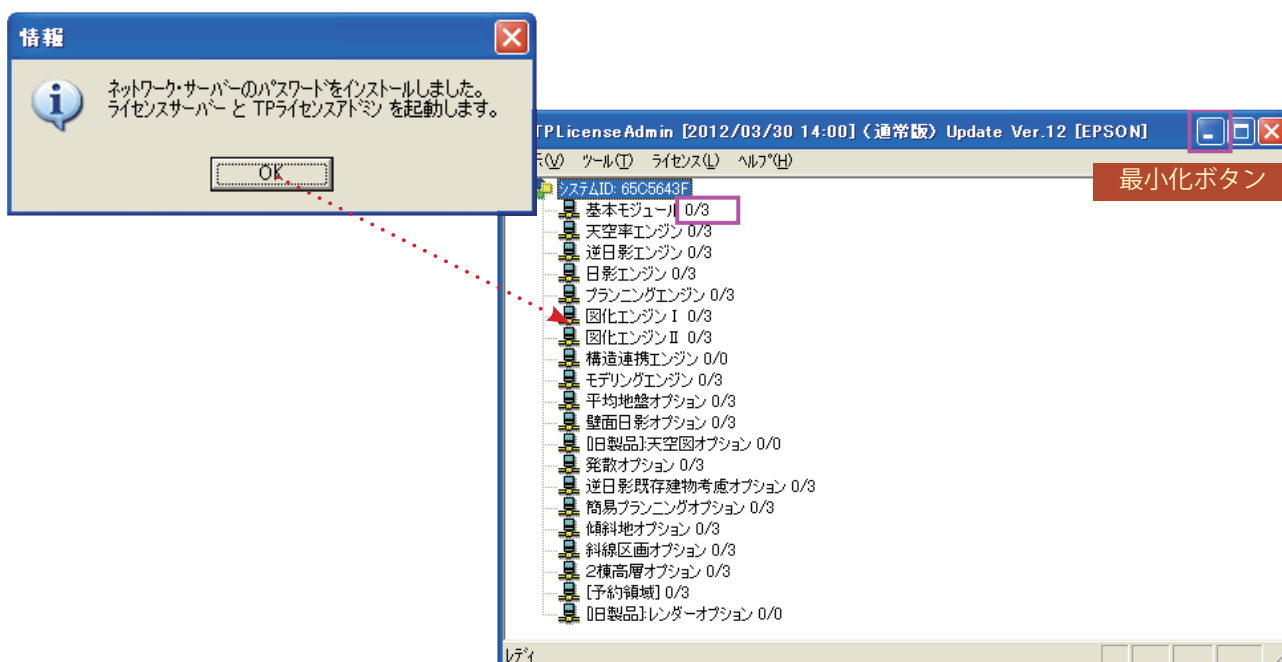 情報
ネットワーク・サーバーのパスワードをインストールしました。
ライセンスサーバー と TPライセンスアドミン を起動します。
OK
TPLicenseAdmin [2012/03/30 14:00] (通常版) Update Ver.12 [EPSON]
示(V) ツール(T) ライセンス(L) ヘルプ(H)
最小化ボタン
システムID: 65C5643F
基本モジュール 0/3
天空率エンジン 0/3
逆日影エンジン 0/3
日影エンジン 0/3
プランニングエンジン 0/3
図化エンジンⅠ 0/3
図化エンジンⅡ 0/3
構造連携エンジン 0/0
モデリングエンジン 0/3
平均地盤オプション 0/3
壁面日影オプション 0/3
[旧製品]:天空図オプション 0/0
発散オプション 0/3
逆日影既存建物考慮オプション 0/3
簡易プランニングオプション 0/3
傾斜地オプション 0/3
斜線区画オプション 0/3
2棟高層オプション 0/3
[予約領域] 0/3
[旧製品]:レンダーオプション 0/0
レディ